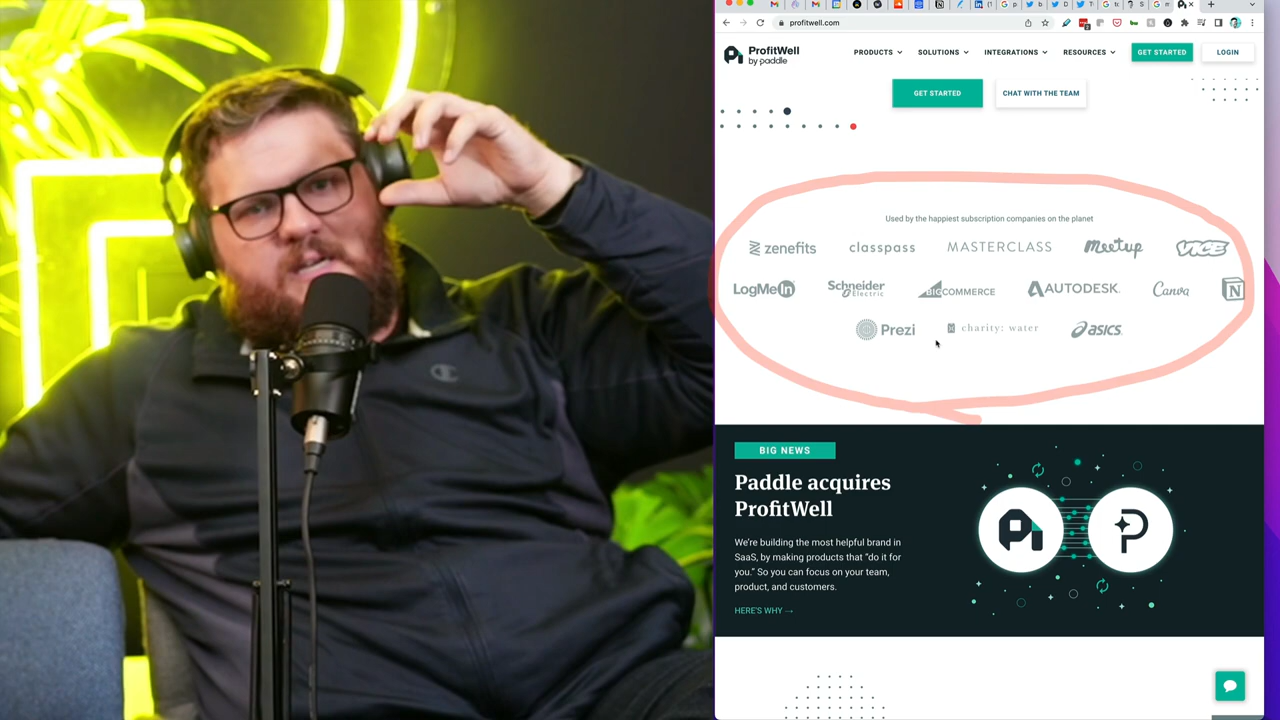 profitwell.com
ProfitWell
by paddle
PRODUCTS SOLUTIONS INTEGRATIONS RESOURCES GET STARTED LOGIN
GET STARTED CHAT WITH THE TEAM
Used by the happiest subscription companies on the planet
zenefits classpass MASTERCLASS Meetup VICE
LogMeIn Schneider Electric BIGCOMMERCE AUTODESK Canva N
Prezi charity: water asics
BIG NEWS
Paddle acquires
ProfitWell
We're building the most helpful brand in
SaaS, by making products that "do it for
you." So you can focus on your team,
product, and customers.
HERE'S WHY →